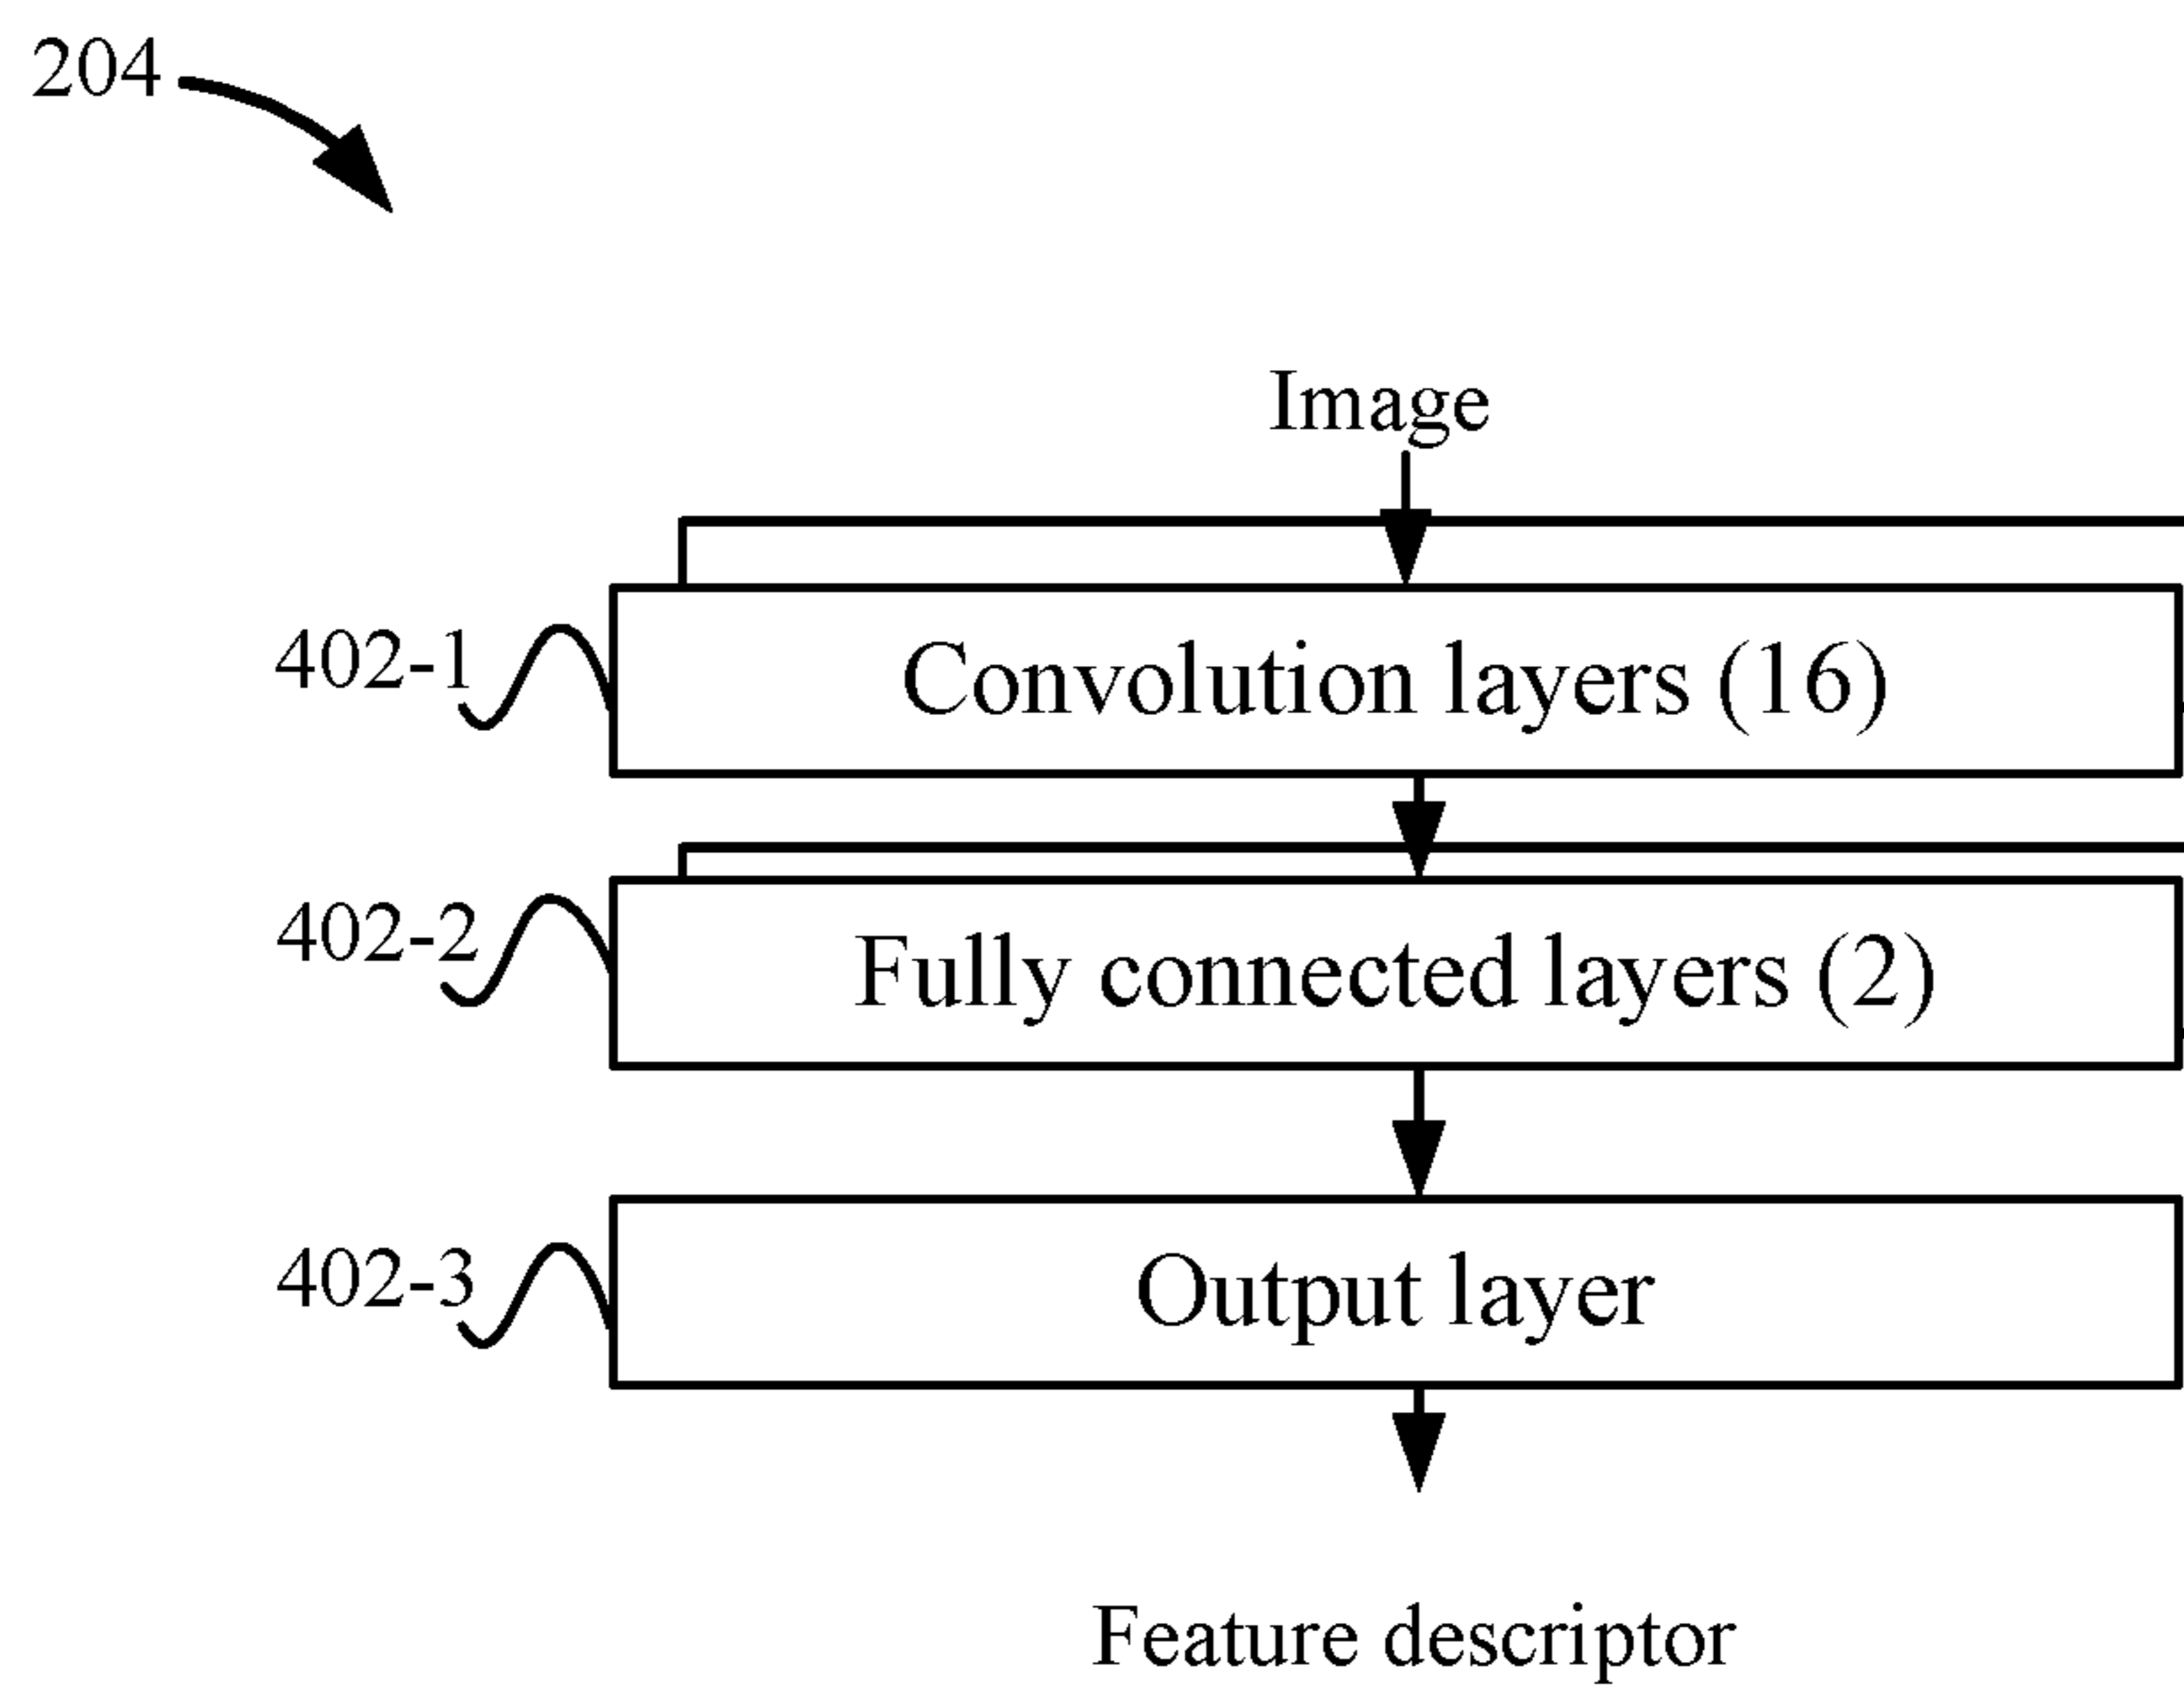 204
Image
402-1
Convolution layers (16)
402-2
Fully connected layers (2)
402-3
Output layer
Feature descriptor